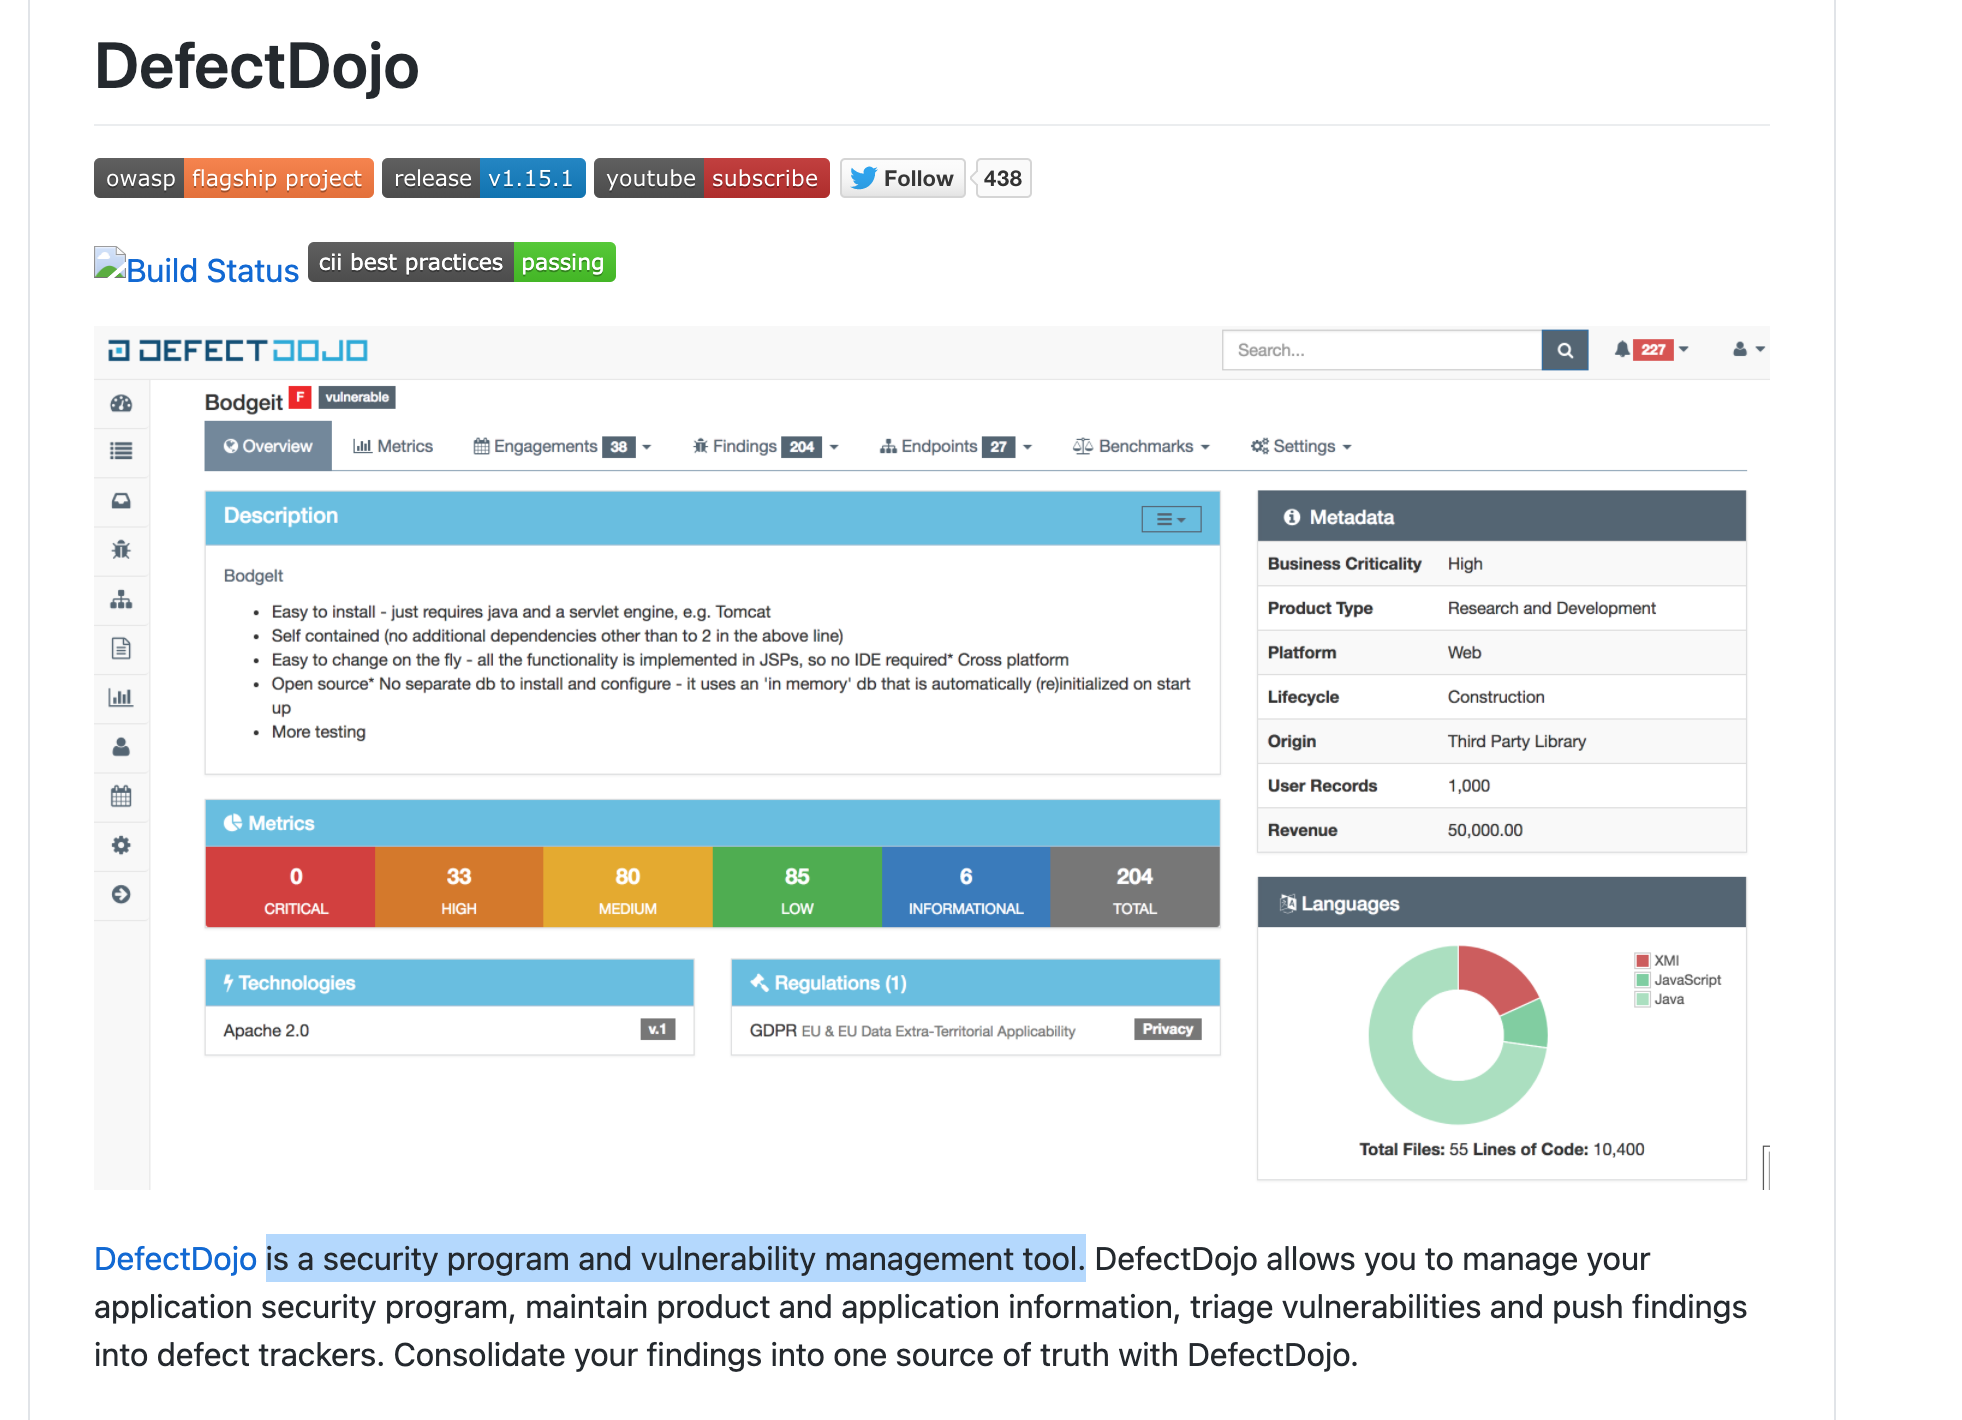 DefectDojo
owasp flagship project release v1.15.1 youtube subscribe Follow 438
Build Status cii best practices passing
DEFECTDOJO Search... 227
Bodgeit F vulnerable
Overview Metrics Engagements 38 Findings 204 Endpoints 27 Benchmarks Settings
Description
BodgeIt
• Easy to install - just requires java and a servlet engine, e.g. Tomcat
• Self contained (no additional dependencies other than to 2 in the above line)
• Easy to change on the fly - all the functionality is implemented in JSPs, so no IDE required* Cross platform
• Open source* No separate db to install and configure - it uses an 'in memory' db that is automatically (re)initialized on start
up
• More testing
Metrics
0 33 80 85 6 204
CRITICAL HIGH MEDIUM LOW INFORMATIONAL TOTAL
Technologies
Apache 2.0 v.1
Regulations (1)
GDPR EU & EU Data Extra-Territorial Applicability Privacy
Metadata
Business Criticality High
Product Type Research and Development
Platform Web
Lifecycle Construction
Origin Third Party Library
User Records 1,000
Revenue 50,000.00
Languages
XMl
JavaScript
Java
Total Files: 55 Lines of Code: 10,400
DefectDojo is a security program and vulnerability management tool. DefectDojo allows you to manage your
application security program, maintain product and application information, triage vulnerabilities and push findings
into defect trackers. Consolidate your findings into one source of truth with DefectDojo.